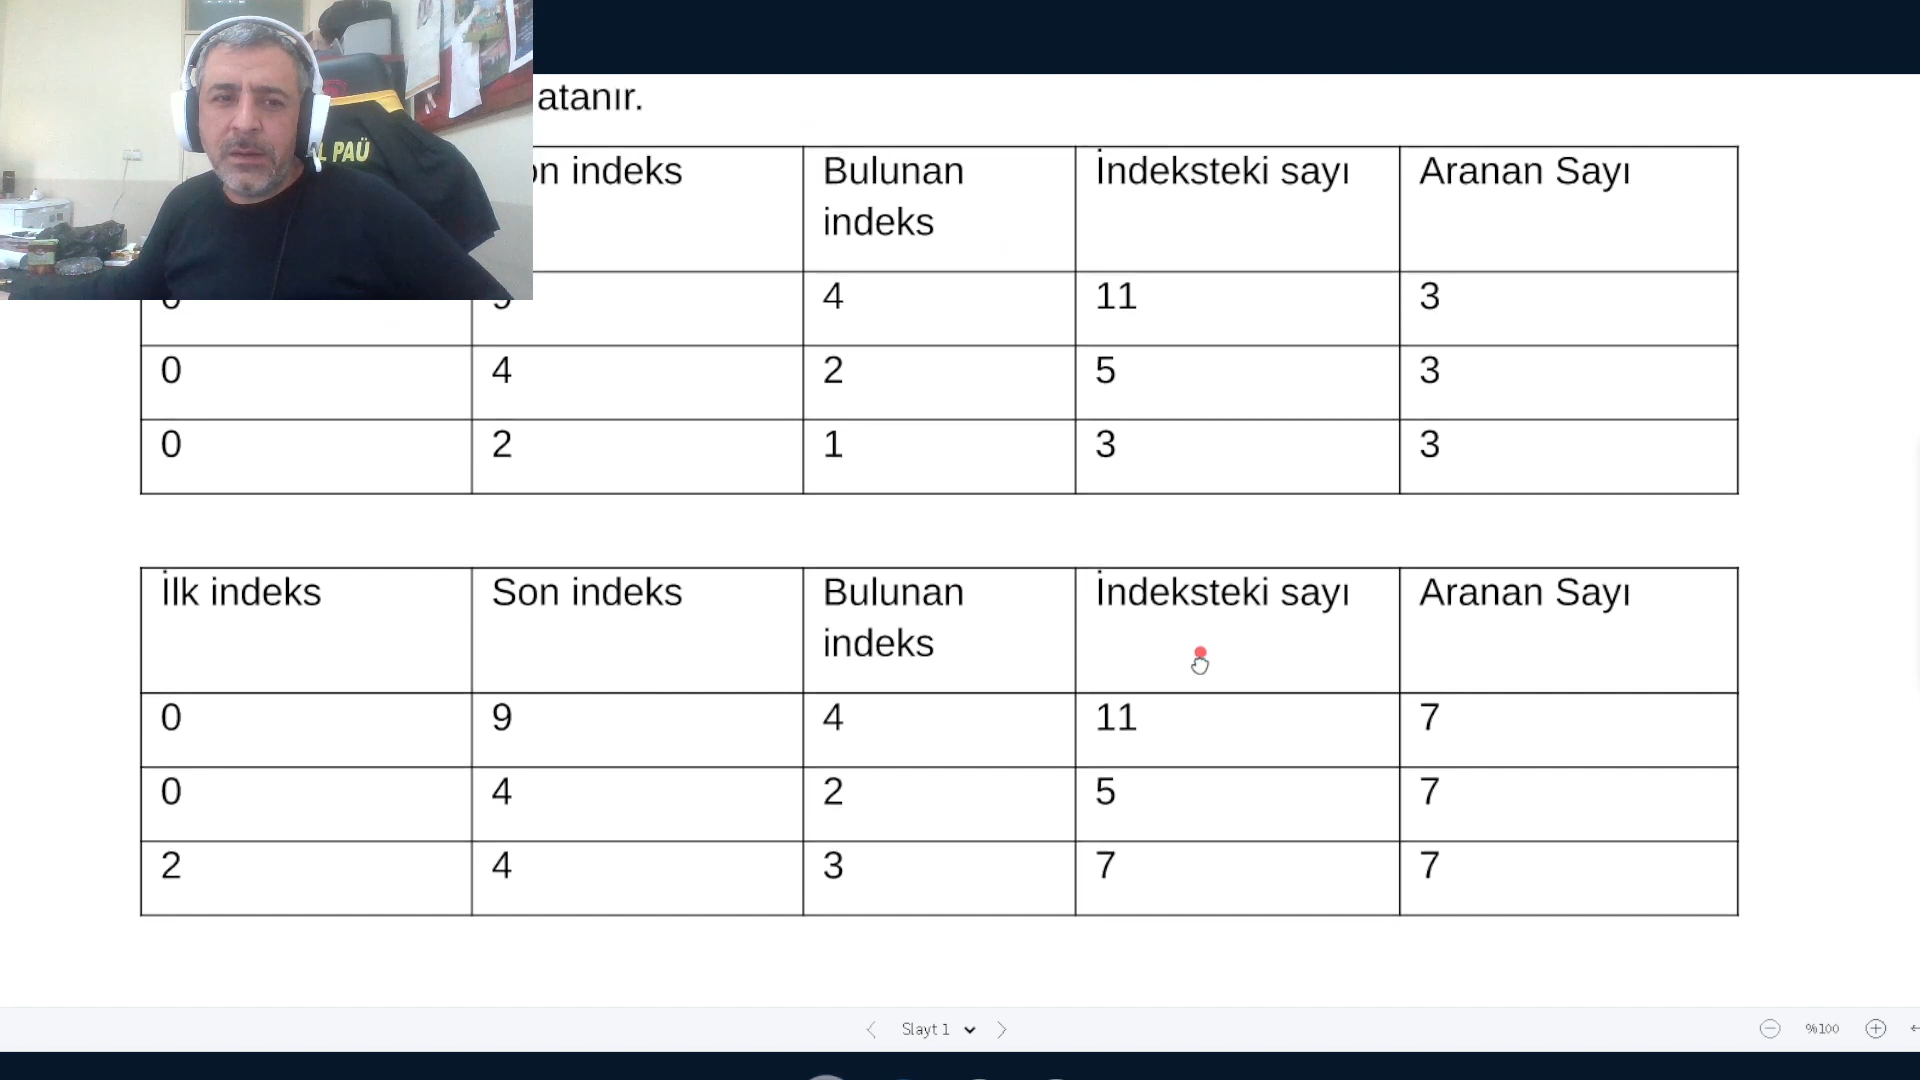 L PAÜ
atanır.
n indeks
Bulunan indeks
İndeksteki sayı
Aranan Sayı
4 11 3
0 4 2 5 3
0 2 1 3 3
İlk indeks
Son indeks
Bulunan indeks
İndeksteki sayı
Aranan Sayı
0 9 4 11 7
0 4 2 5 7
2 4 3 7 7
Slayt 1
%100